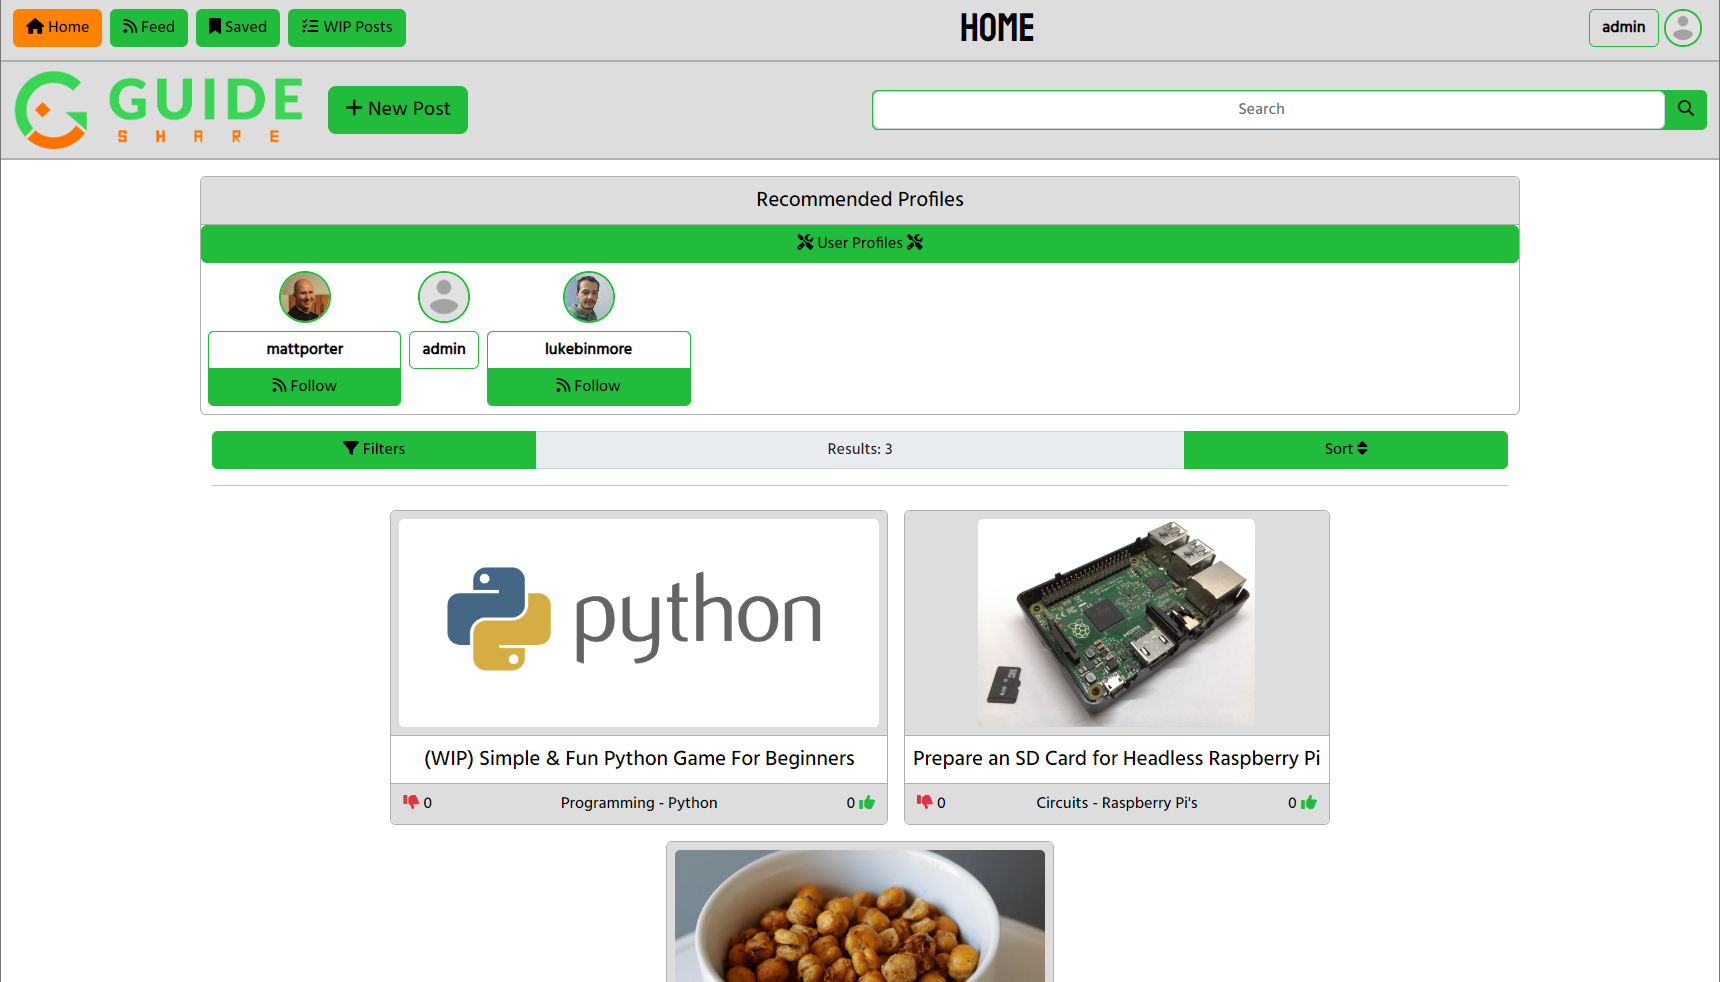 Home Feed Saved WIP Posts HOME admin
GUIDE
SHARE
+ New Post Search
Recommended Profiles
User Profiles
mattporter admin lukebinmore
Follow Follow
Filters Results: 3 Sort
python
HDMI
(WIP) Simple & Fun Python Game For Beginners
Prepare an SD Card for Headless Raspberry Pi
0 Programming - Python 0
0 Circuits - Raspberry Pi's 0